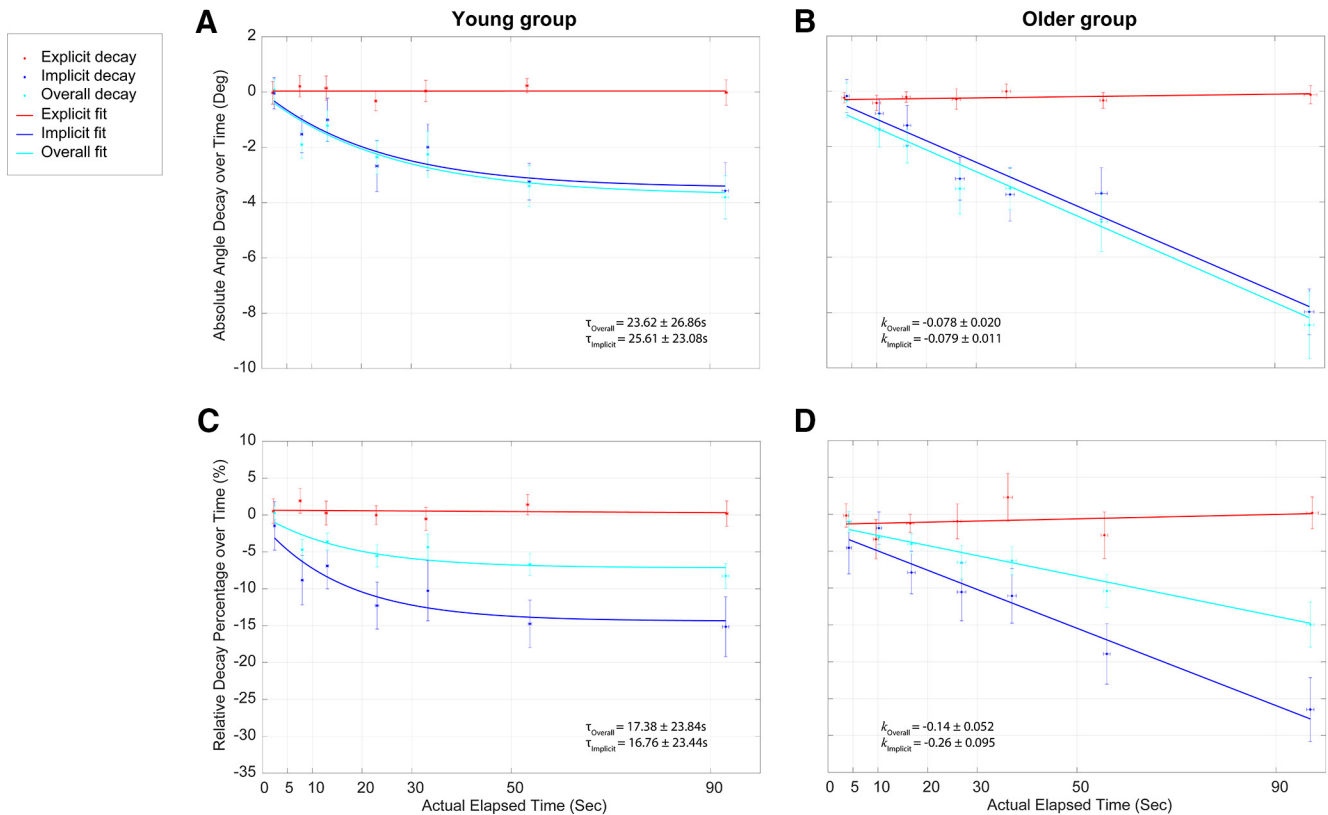 A
Young group
B
Older group
Explicit decay
Implicit decay
Overall decay
Explicit fit
Implicit fit
Overall fit
Absolute Angle Decay over Time (Deg)
2
0
-2
-4
-6
-8
-10
τOverall = 23.62 ± 26.86s
τImplicit = 25.61 ± 23.08s
kOverall = -0.078 ± 0.020
kImplicit = -0.079 ± 0.011
C
D
Relative Decay Percentage over Time (%)
10
5
0
-5
-10
-15
-20
-25
-30
-35
τOverall = 17.38 ± 23.84s
τImplicit = 16.76 ± 23.44s
kOverall = -0.14 ± 0.052
kImplicit = -0.26 ± 0.095
0 5 10 20 30 50 90
Actual Elapsed Time (Sec)
0 5 10 20 30 50 90
Actual Elapsed Time (Sec)